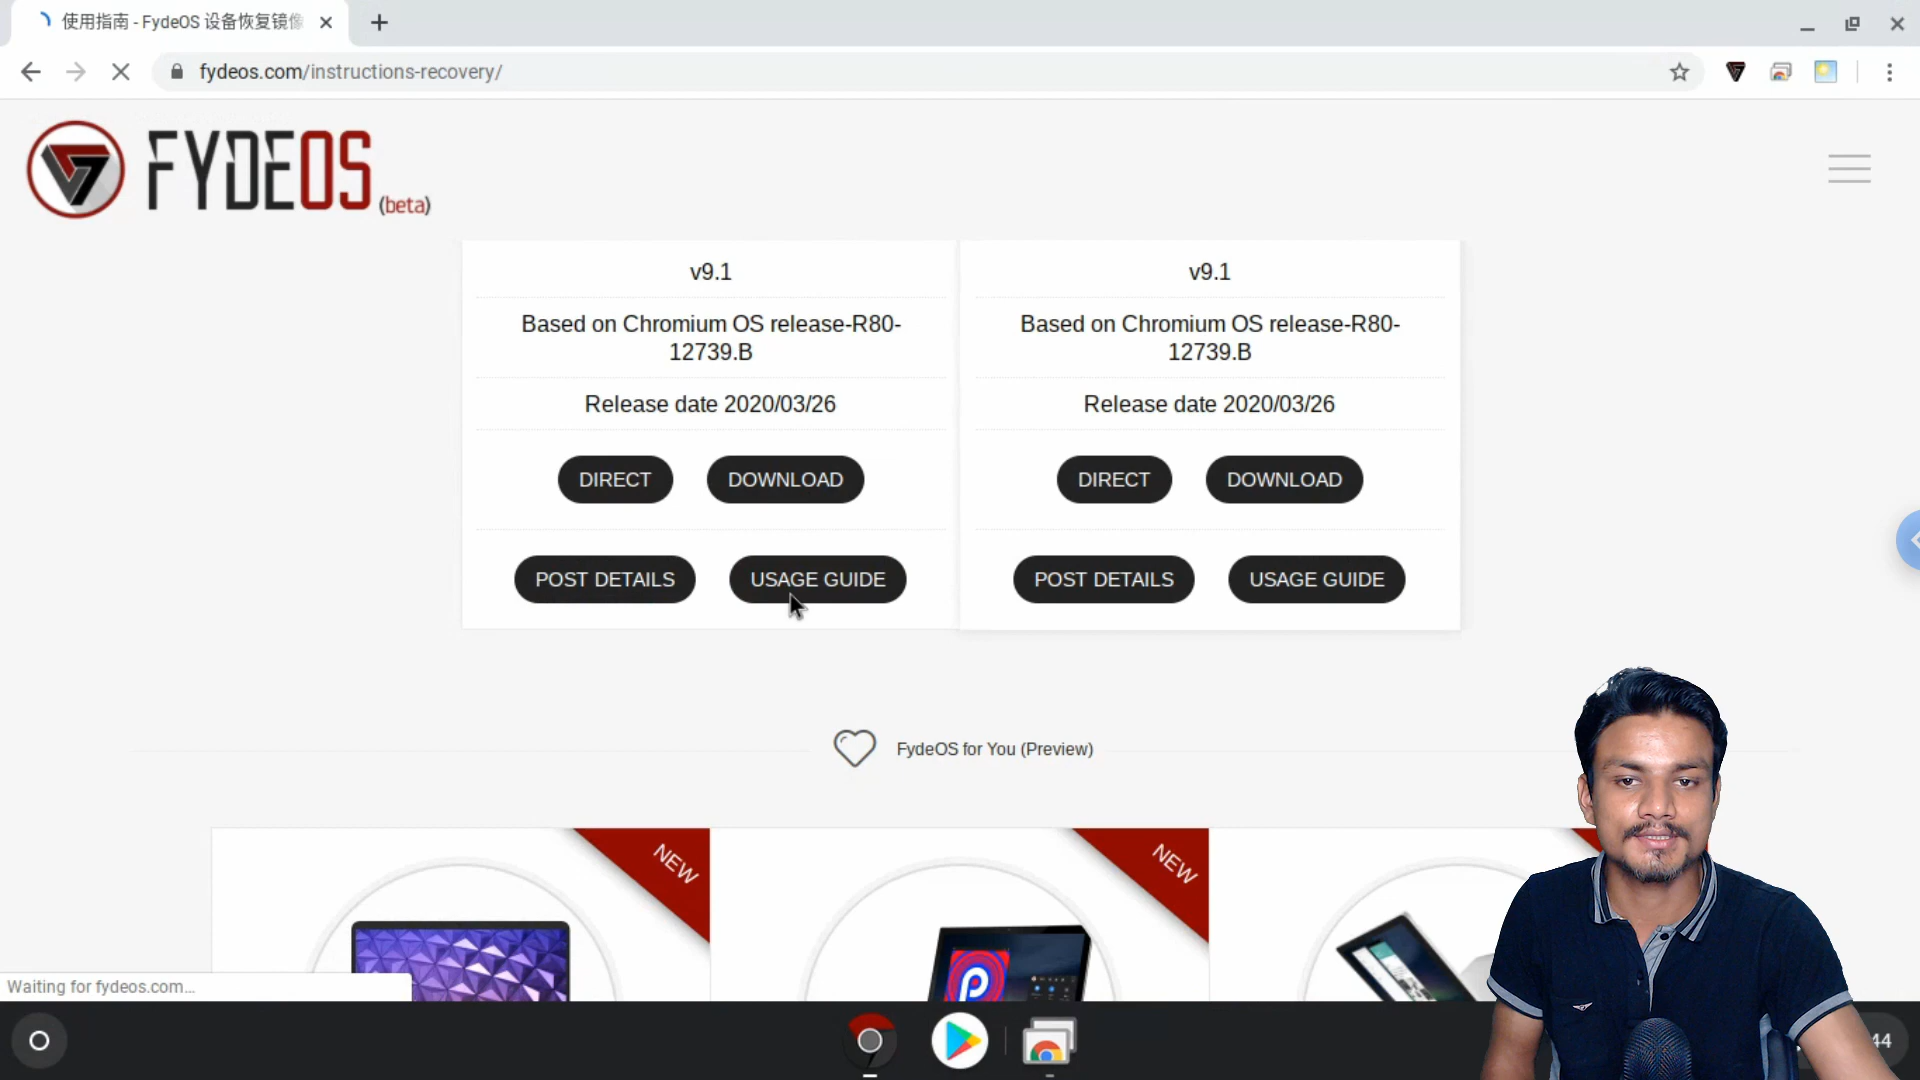 使用指南 - FydeOS 设备恢复镜像
fydeos.com/instructions-recovery/
FYDEOS (beta)
v9.1
Based on Chromium OS release-R80-
12739.B
Release date 2020/03/26
DIRECT DOWNLOAD
POST DETAILS USAGE GUIDE
v9.1
Based on Chromium OS release-R80-
12739.B
Release date 2020/03/26
DIRECT DOWNLOAD
POST DETAILS USAGE GUIDE
FydeOS for You (Preview)
NEW
NEW
Waiting for fydeos.com...
44